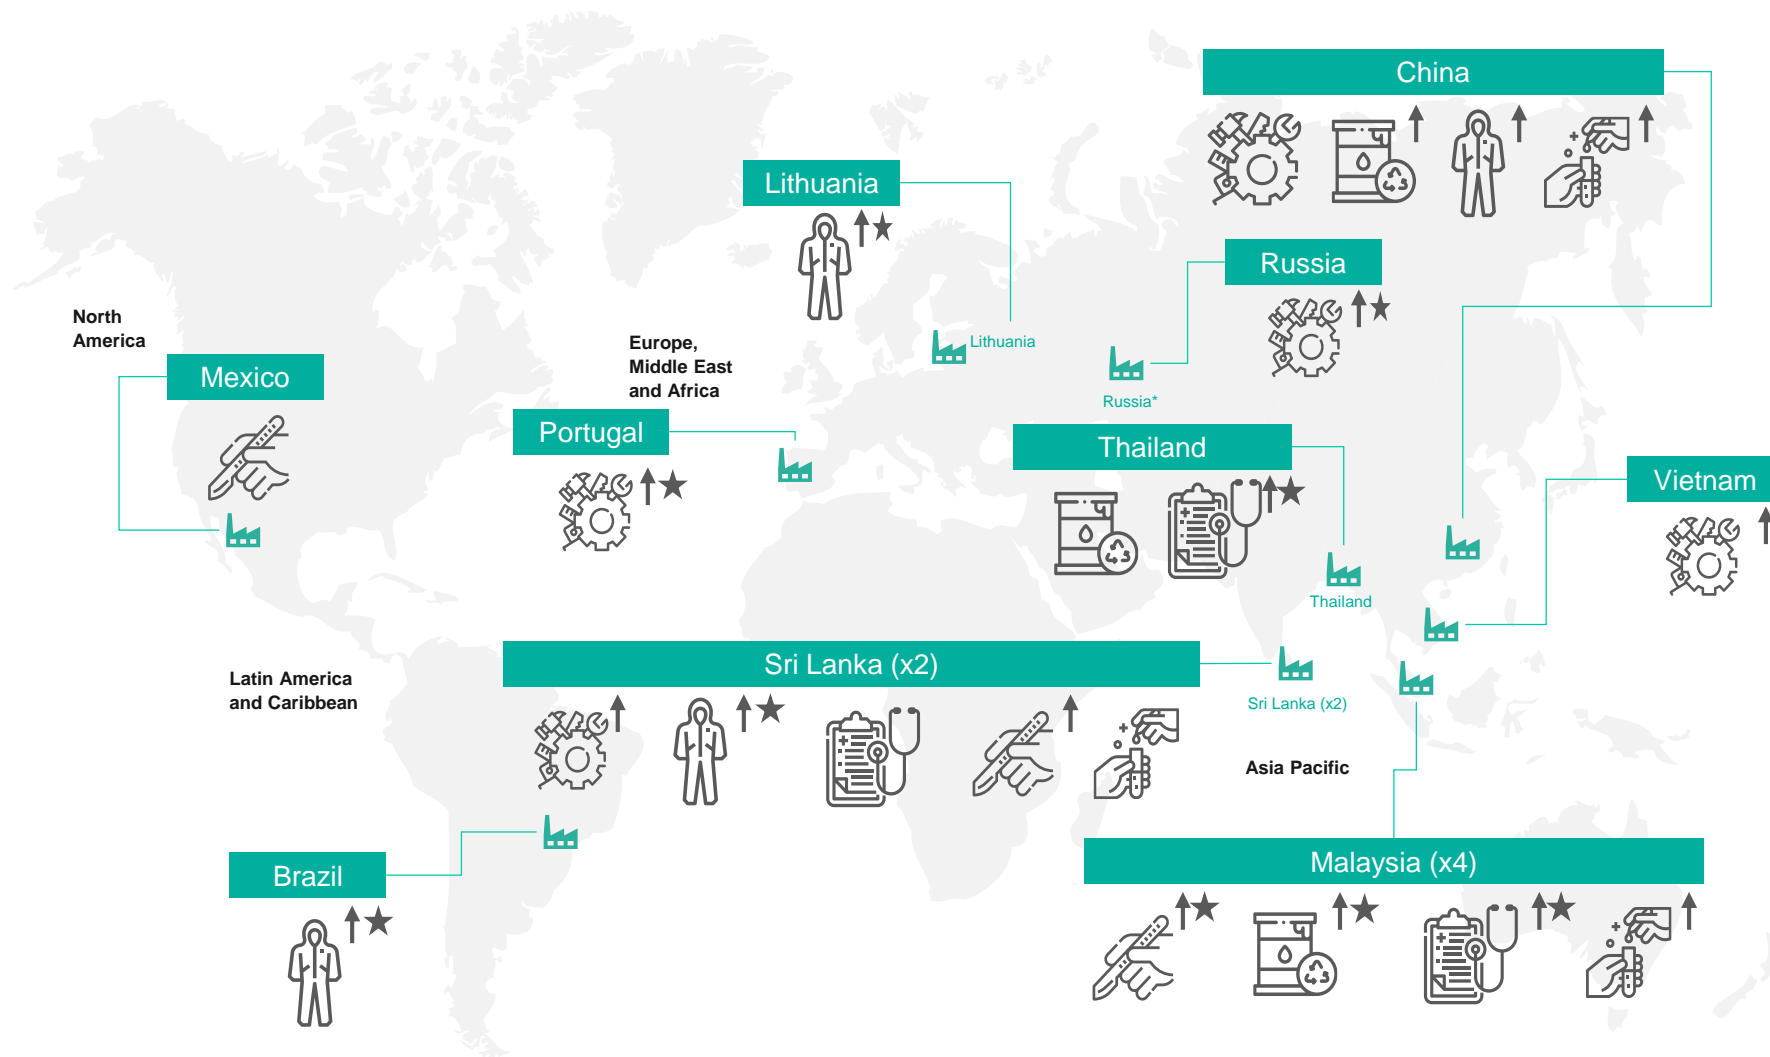 China
Lithuania
Russia
North
America
Lithuania
Europe,
Middle East
and Africa
Mexico
Russia*
Portugal
Thailand
Vietnam
Thailand
Sri Lanka (x2)
Latin America
and Caribbean
Sri Lanka (x2)
Asia Pacific
Malaysia (x4)
Brazil